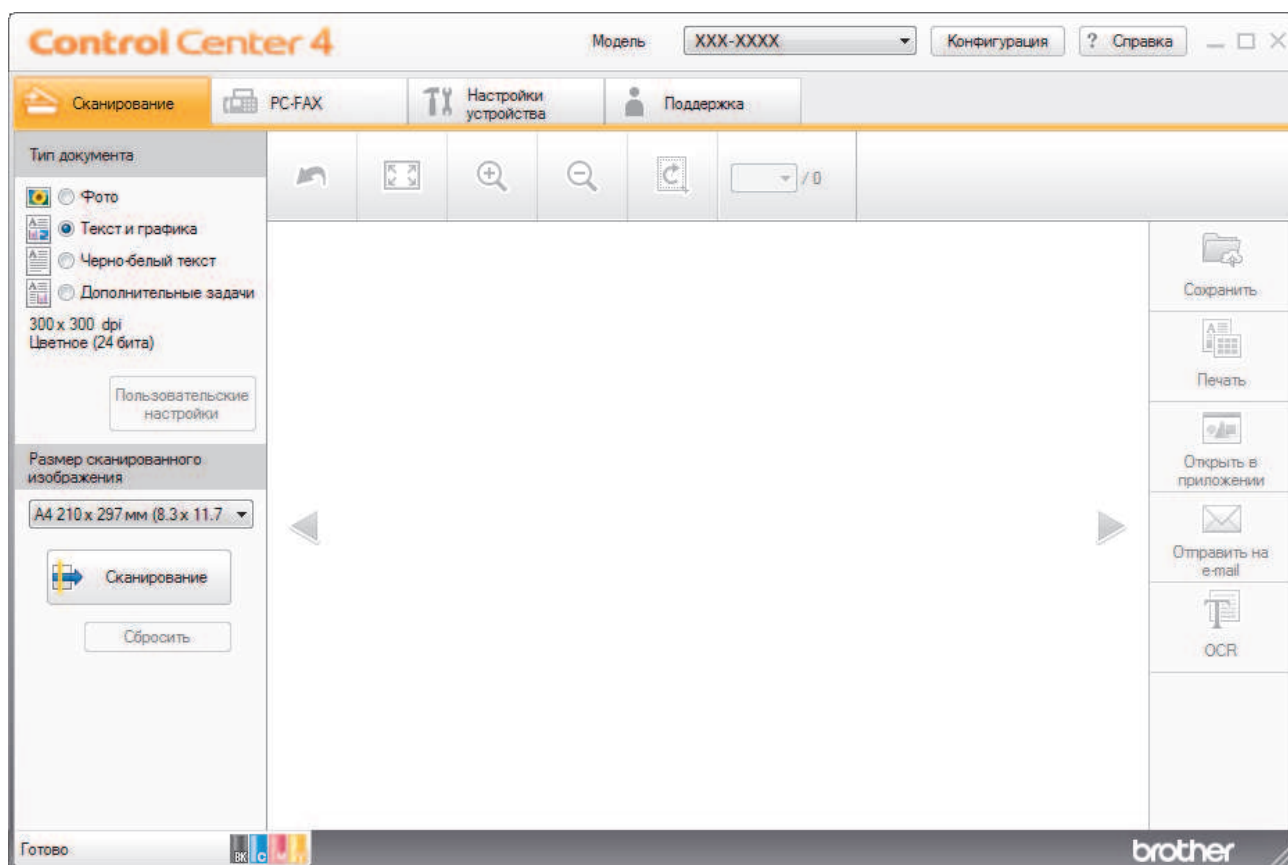 Control Center 4
Модель
XXX-XXXX
Конфигурация
? Справка
Сканирование
PC-FAX
Настройки
устройства
Поддержка
Тип документа
Фото
Текст и графика
Черно-белый текст
Дополнительные задачи
300 x 300 dpi
Цветное (24 бита)
Пользовательские
настройки
Размер сканированного
изображения
A4 210 x 297 мм (8.3 x 11.7
Сканирование
Сбросить
/ 0
Сохранить
Печать
Открыть в
приложении
Отправить на
e-mail
OCR
Готово
BK C M
brother